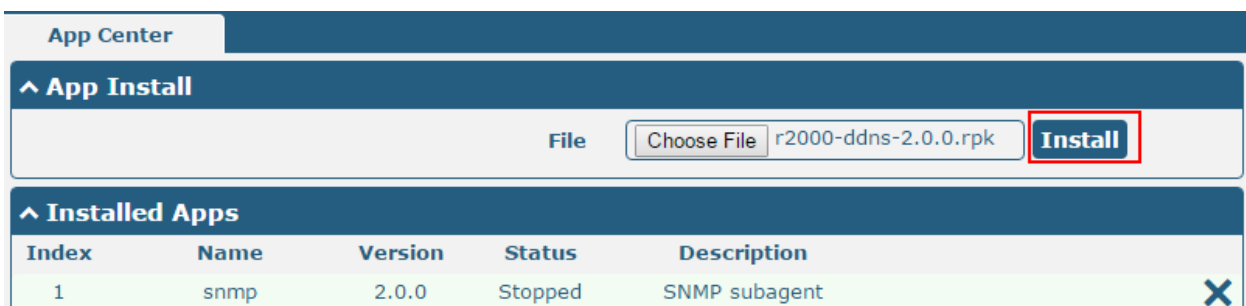 App Center
App Install
File Choose File r2000-ddns-2.0.0.rpk Install
Installed Apps
Index Name Version Status Description
1 snmp 2.0.0 Stopped SNMP subagent